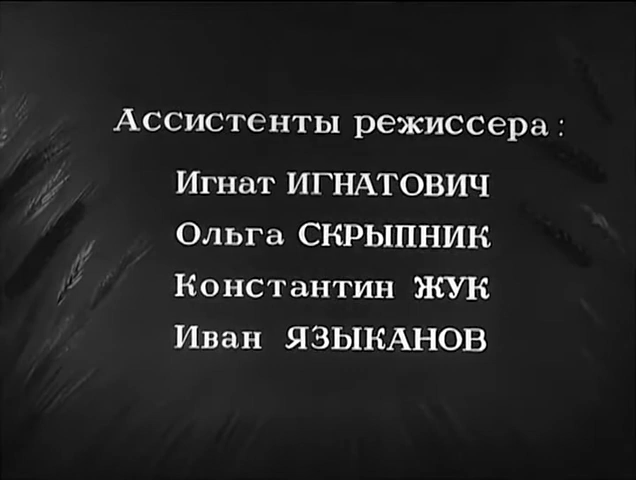 Ассистенты режиссера:
Игнат ИГНАТОВИЧ
Ольга СКРЫПНИК
Константин ЖУК
Иван ЯЗЫКАНОВ